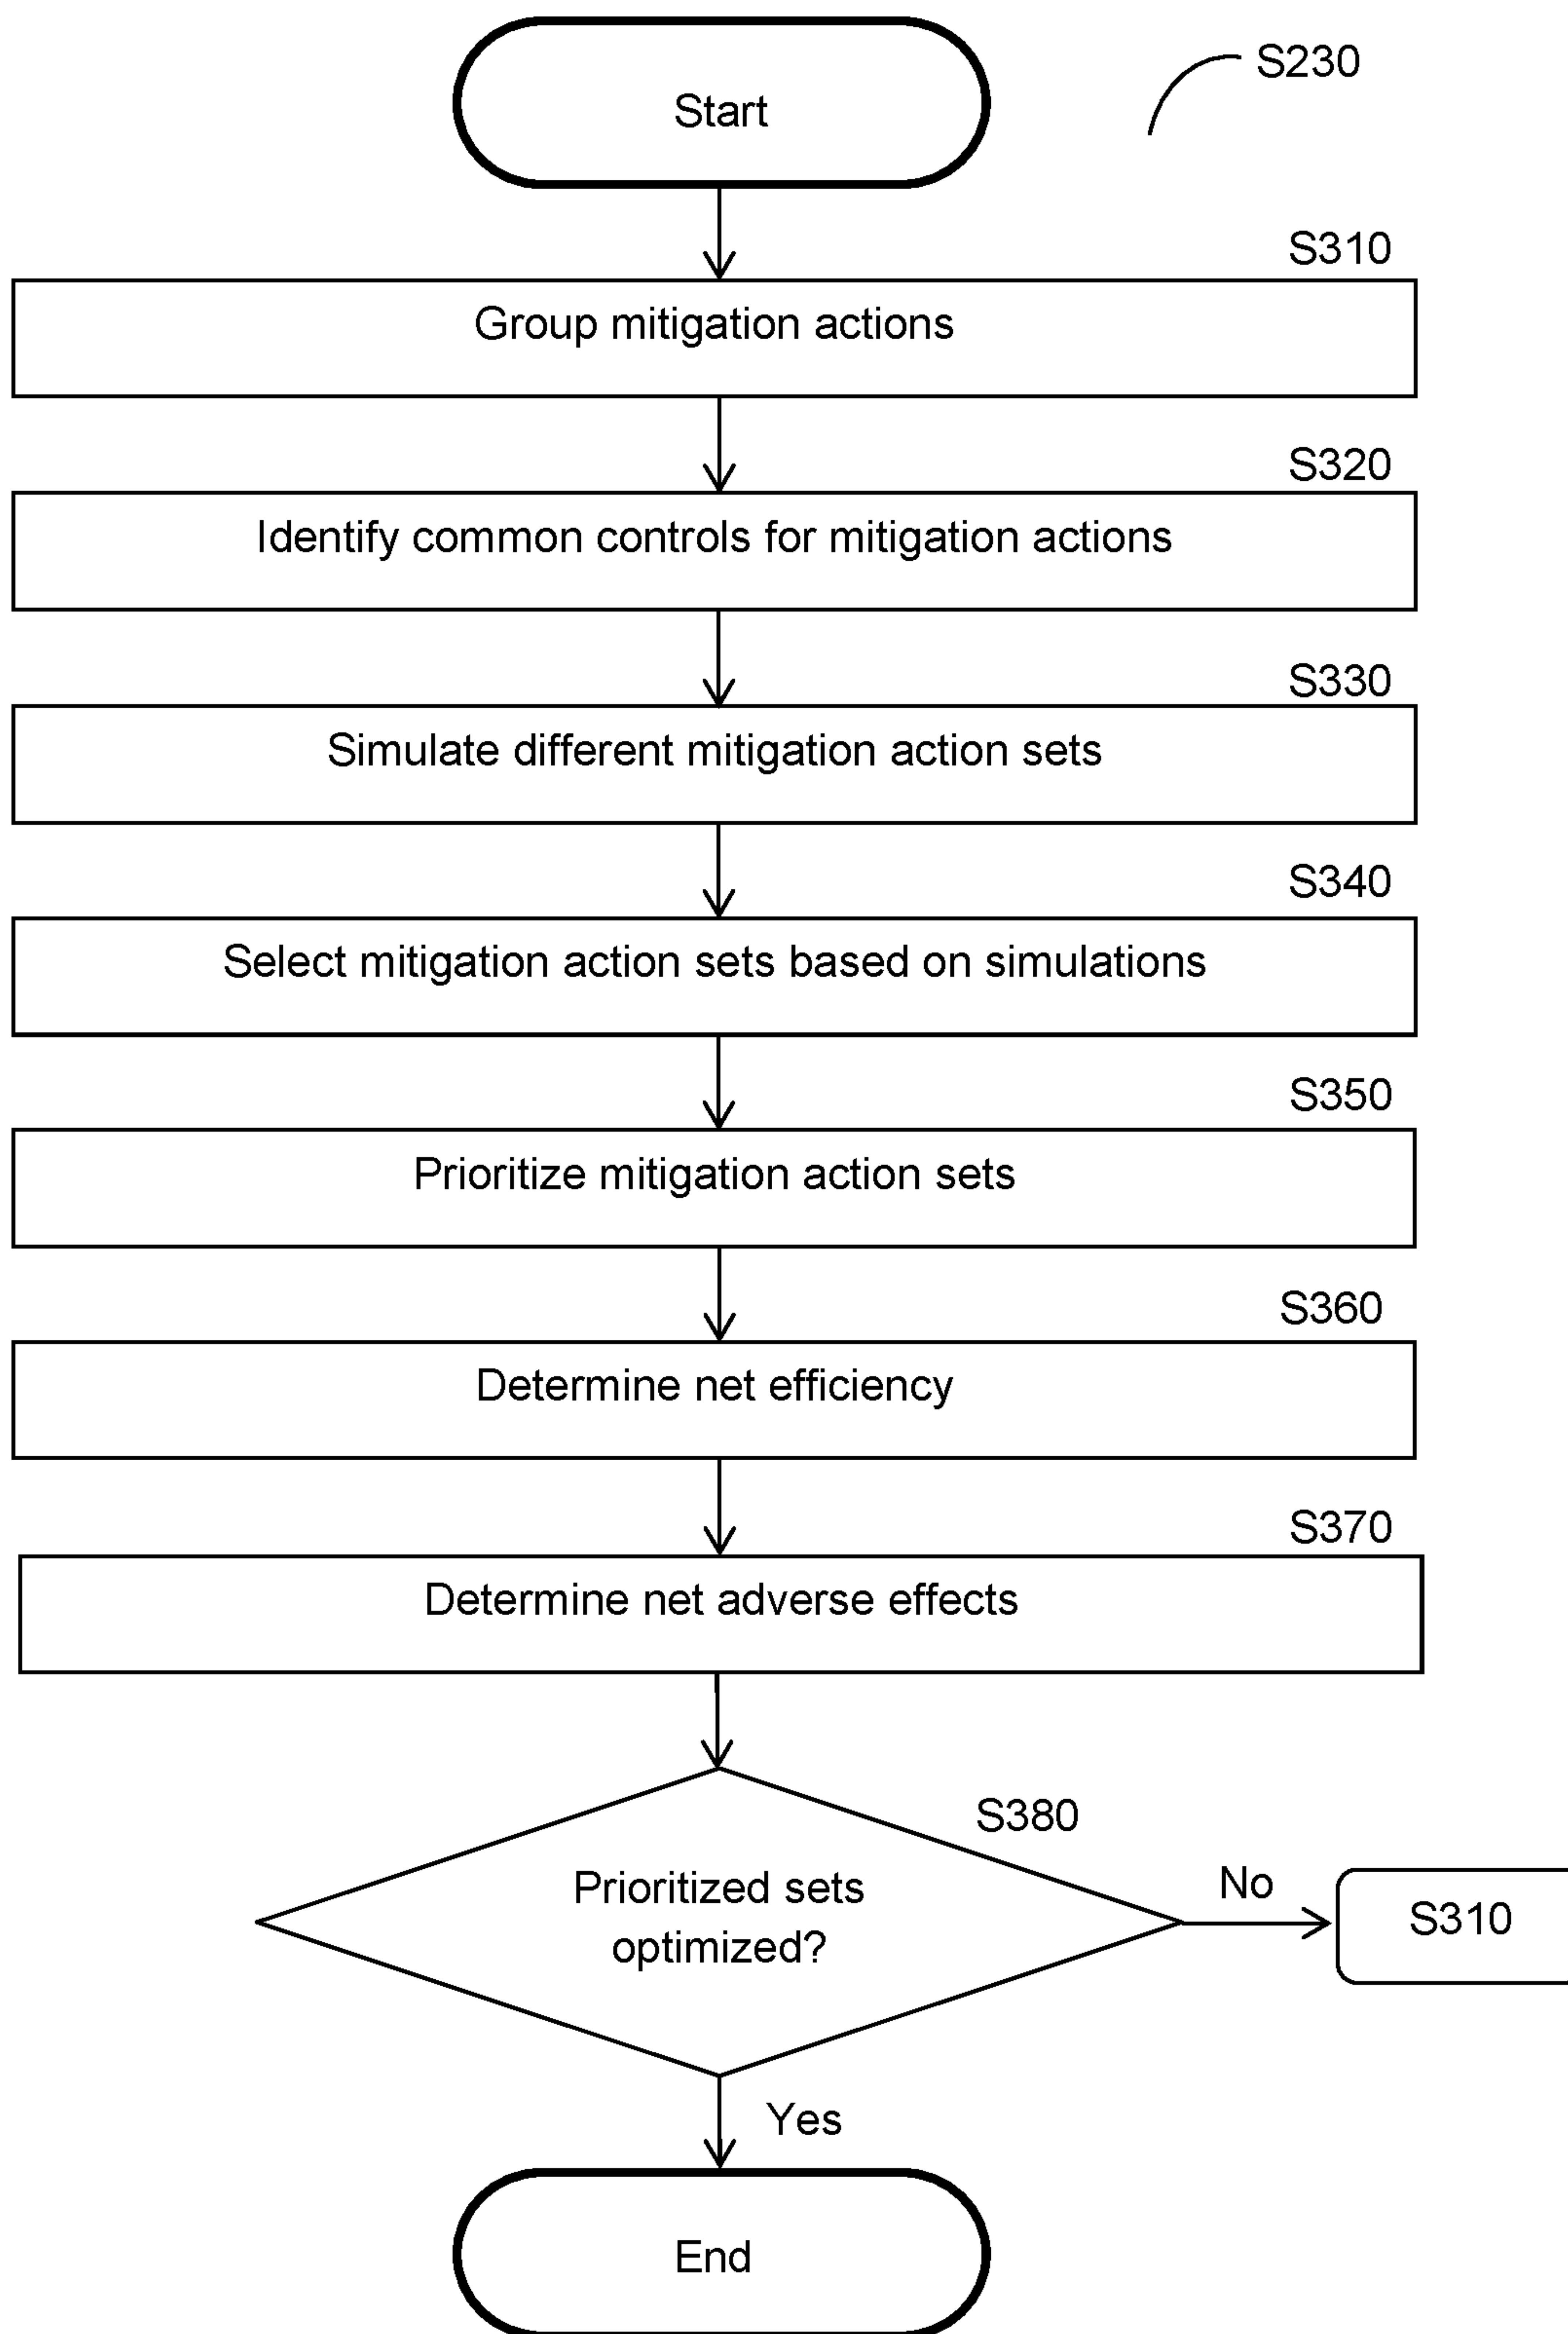 Start
S230
S310
Group mitigation actions
S320
Identify common controls for mitigation actions
S330
Simulate different mitigation action sets
S340
Select mitigation action sets based on simulations
S350
Prioritize mitigation action sets
S360
Determine net efficiency
S370
Determine net adverse effects
S380
Prioritized sets
optimized?
No
S310
Yes
End